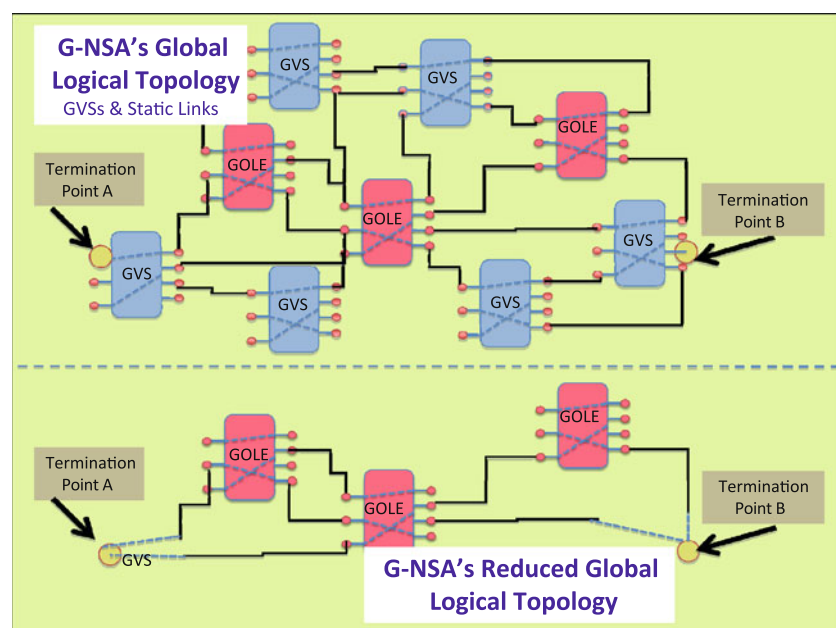 G-NSA's Global
Logical Topology
GVSs & Static Links
GVS
GVS
GOLE
GOLE
Termination
Point A
GOLE
Termination
Point B
GVS
GVS
GVS
GVS
GOLE
GOLE
Termination
Point A
GOLE
Termination
Point B
GVS
G-NSA's Reduced Global
Logical Topology